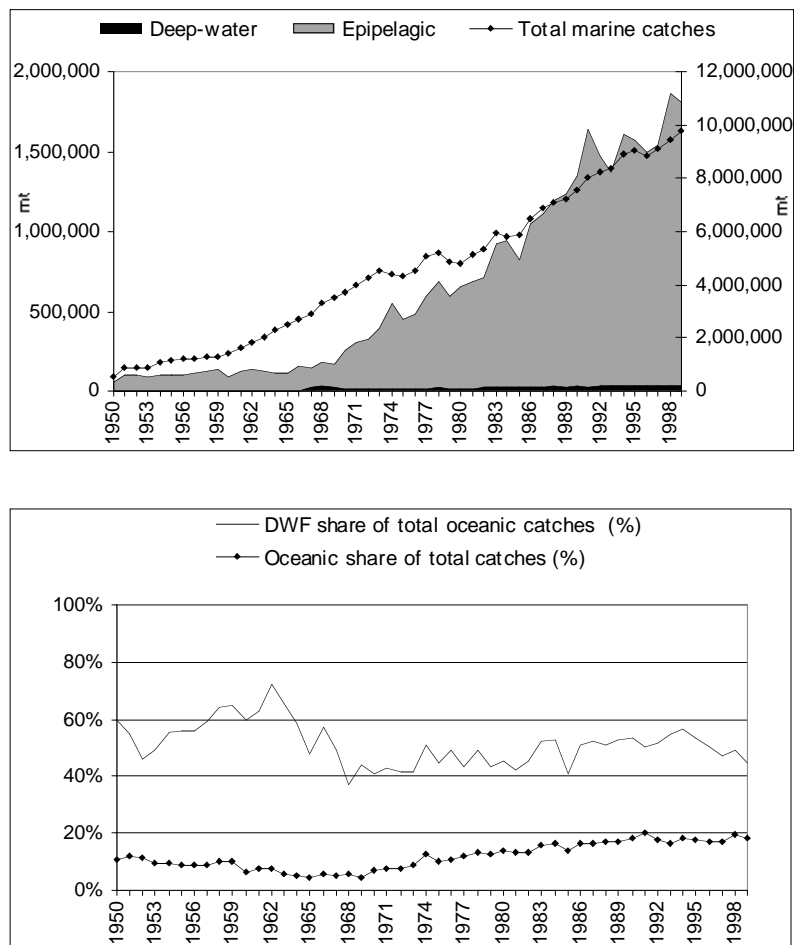 Deep-water Epipelagic Total marine catches
2,000,000 12,000,000
10,000,000
1,500,000
8,000,000
mt mt
1,000,000 6,000,000
4,000,000
500,000
2,000,000
0 0
1950 1953 1956 1959 1962 1965 1968 1971 1974 1977 1980 1983 1986 1989 1992 1995 1998
DWF share of total oceanic catches (%)
Oceanic share of total catches (%)
100%
80%
60%
40%
20%
0%
1950 1953 1956 1959 1962 1965 1968 1971 1974 1977 1980 1983 1986 1989 1992 1995 1998